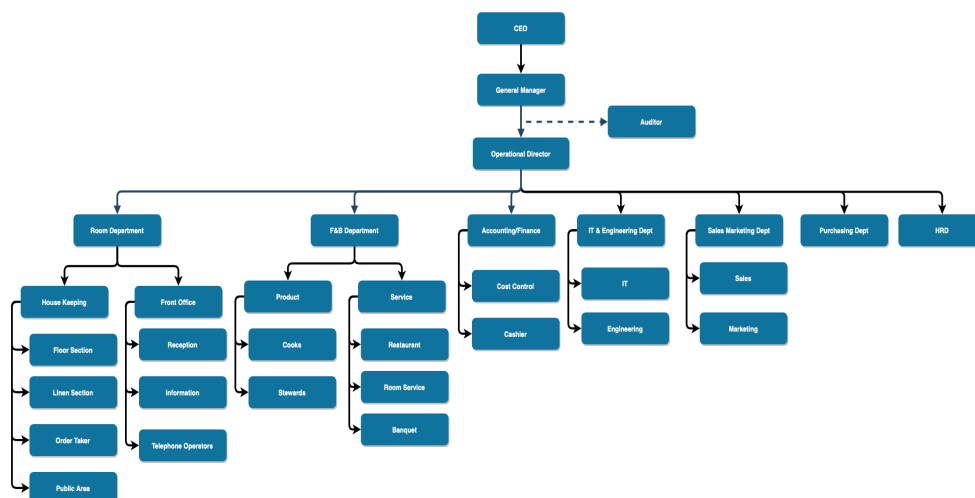 CEO
General Manager
Auditor
Operational Director
Room Department
F&B Department
Accounting/Finance
IT & Engineering Dept
Sales Marketing Dept
Purchasing Dept
HRD
House Keeping
Front Office
Product
Service
Cost Control
IT
Sales
Floor Section
Reception
Cooks
Restaurant
Cashier
Engineering
Marketing
LInen Section
Information
Stewards
Room Service
Order Taker
Telephone Operators
Banquet
Public Area